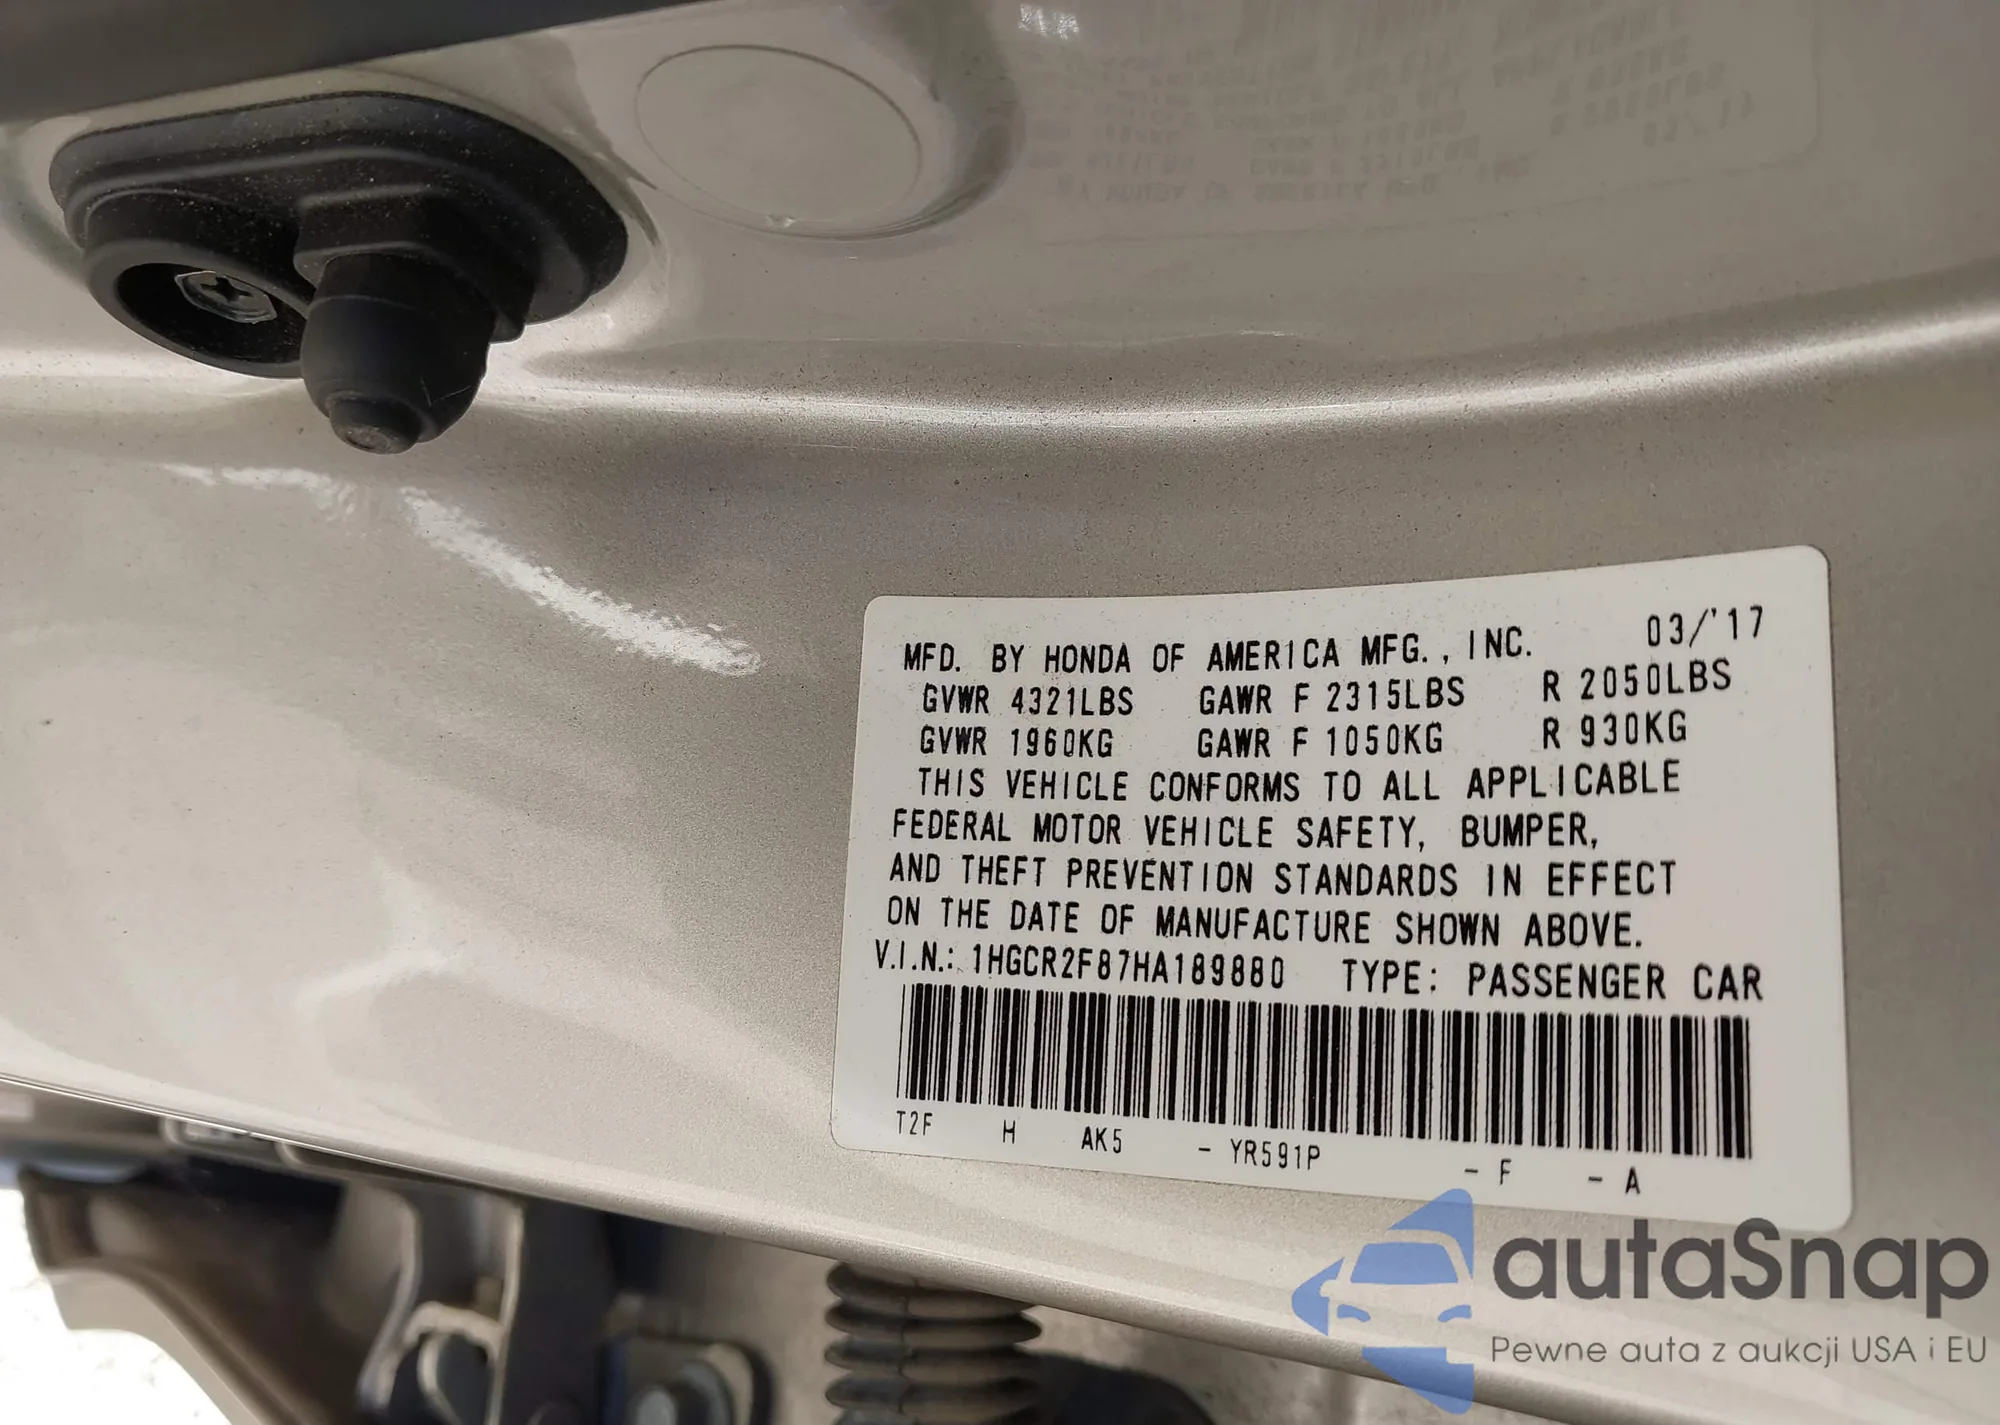 MFD. BY HONDA OF AMERICA MFG., INC. 03/'17
GVWR 4321LBS GAWR F 2315LBS R 2050LBS
GVWR 1960KG GAWR F 1050KG R 930KG
THIS VEHICLE CONFORMS TO ALL APPLICABLE
FEDERAL MOTOR VEHICLE SAFETY, BUMPER,
AND THEFT PREVENTION STANDARDS IN EFFECT
ON THE DATE OF MANUFACTURE SHOWN ABOVE.
V.I.N.: 1HGCR2F87HA189880 TYPE: PASSENGER CAR
T2F H AK5 - YR591P - F - A
autaSnap
Pewne auta z aukcji USA i EU